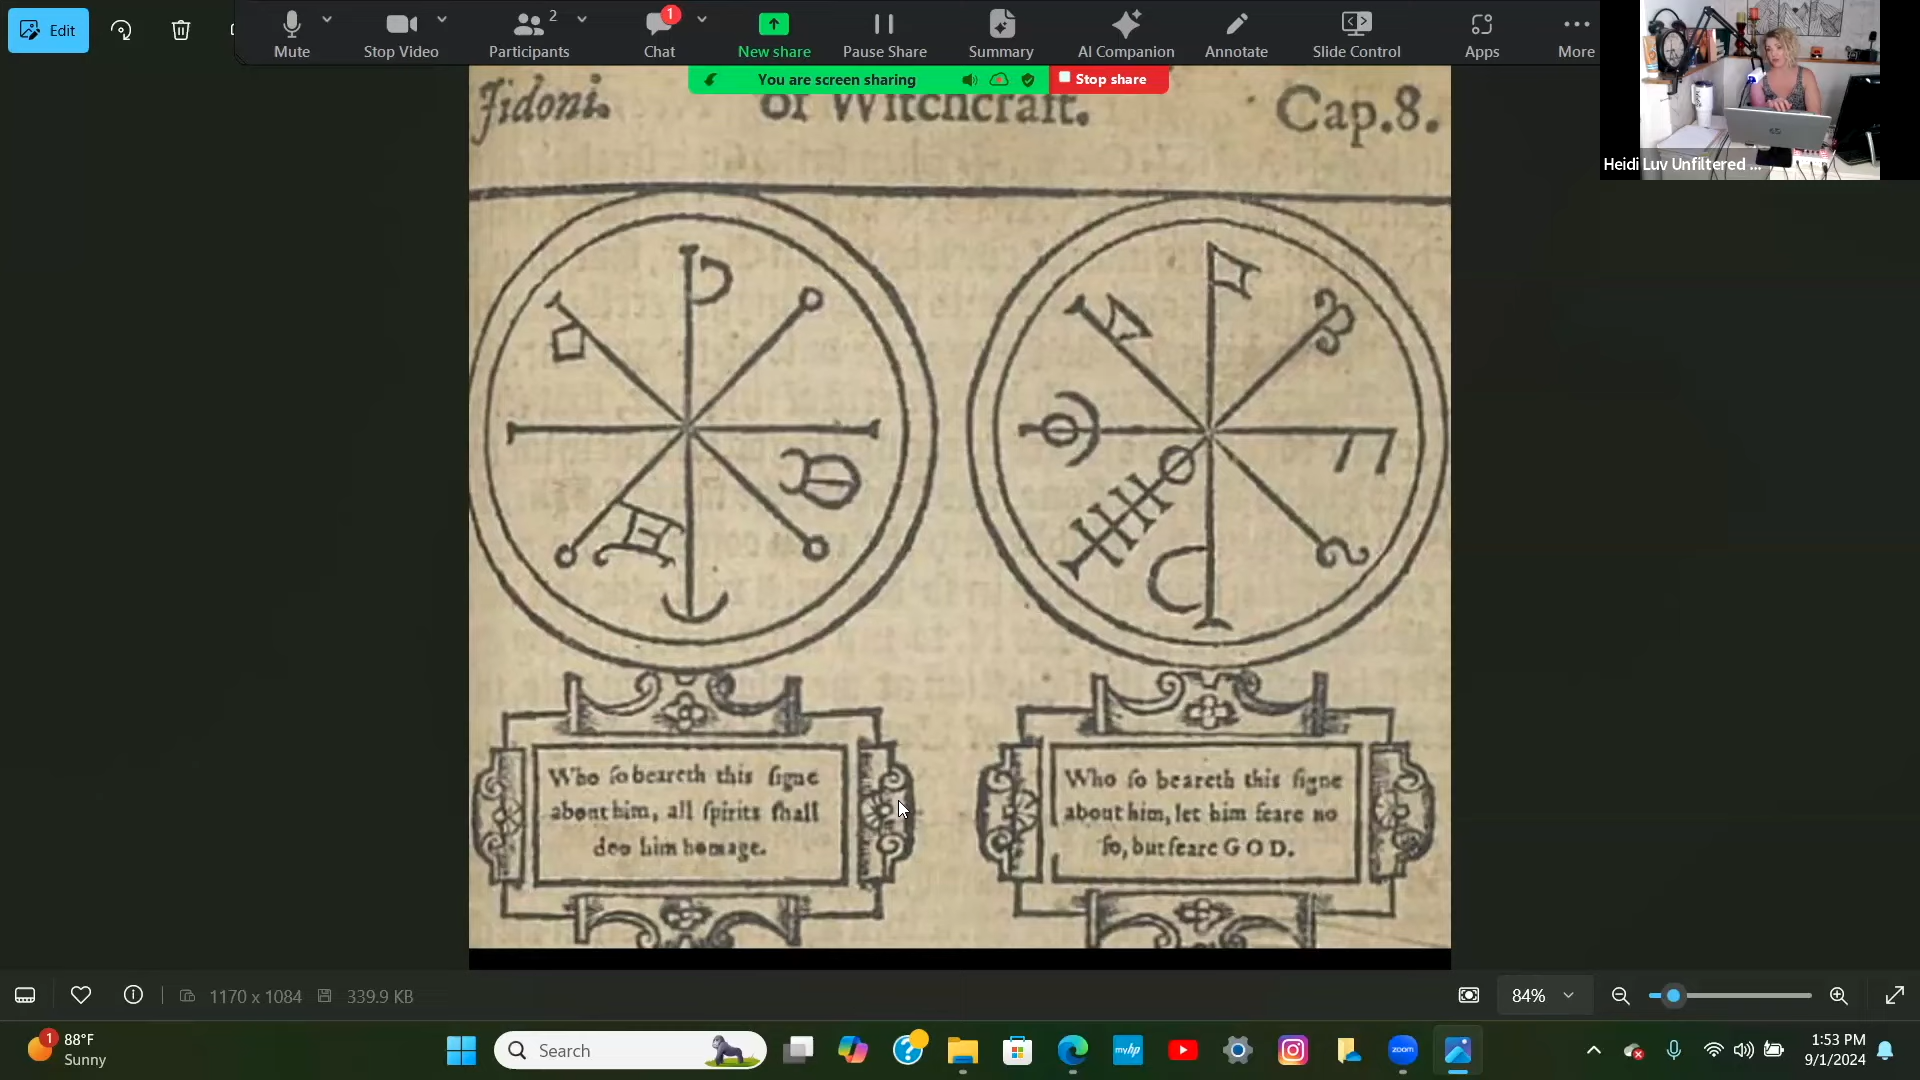 Edit
Mute
Stop Video
2
Participants
1
Chat
New share
Pause Share
Summary
AI Companion
Annotate
Slide Control
Apps
More
You are screen sharing
Stop share
Heidi Luv Unfiltered ...
Jidoni.
of Witchcraft.
Cap.8.
Who ſo beareth this ſigne
about him, all ſpirits ſhall
doo him homage.
Who ſo beareth this ſigne
about him, let him feare no
fo, but feare G O D.
1170 x 1084
339.9 KB
84%
1
88°F
Sunny
Search
myhp
zoom
1:53 PM
9/1/2024